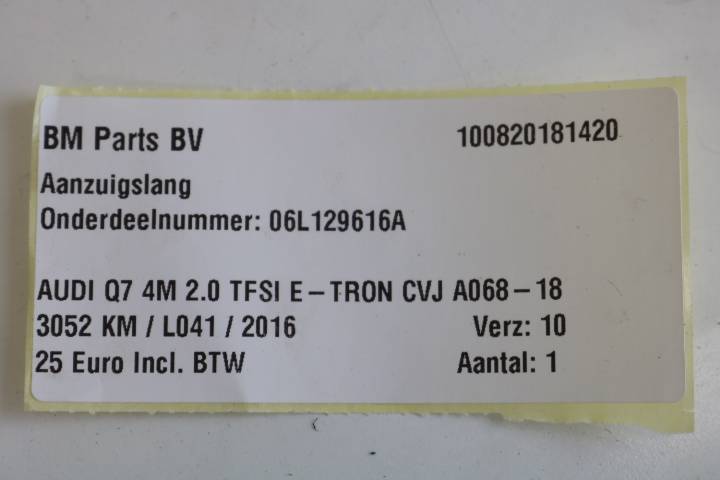 BM Parts BV 100820181420
Aanzuigslang
Onderdeelnummer: 06L129616A
AUDI Q7 4M 2.0 TFSI E-TRON CVJ A068-18
3052 KM / L041 / 2016 Verz: 10
25 Euro Incl. BTW Aantal: 1